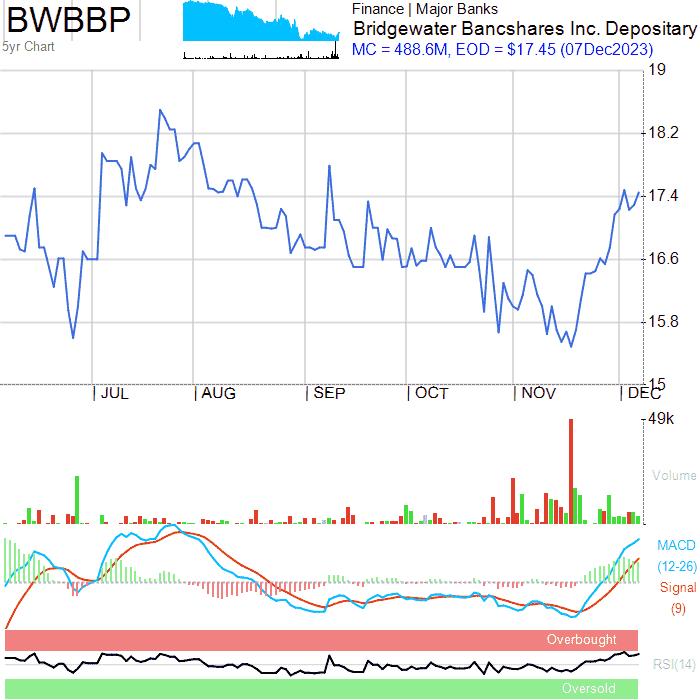 BWBBP
5yr Chart
Finance | Major Banks
Bridgewater Bancshares Inc. Depositary
MC = 488.6M, EOD = $17.45 (07Dec2023)
19
18.2
17.4
16.6
15.8
15
JUL
AUG
SEP
OCT
NOV
DEC
49k
Volume
MACD
(12-26)
Signal
(9)
Overbought
RSI(14)
Oversold